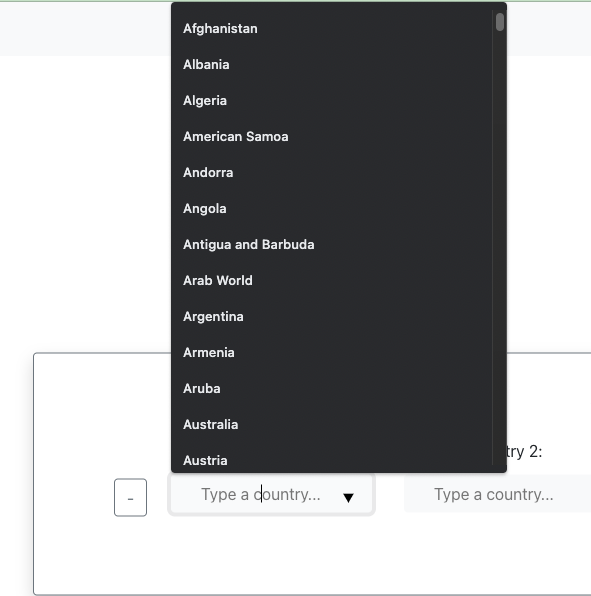 Afghanistan
Albania
Algeria
American Samoa
Andorra
Angola
Antigua and Barbuda
Arab World
Argentina
Armenia
Aruba
Australia
Austria
try 2:
-
Type a country... ▼
Type a country...